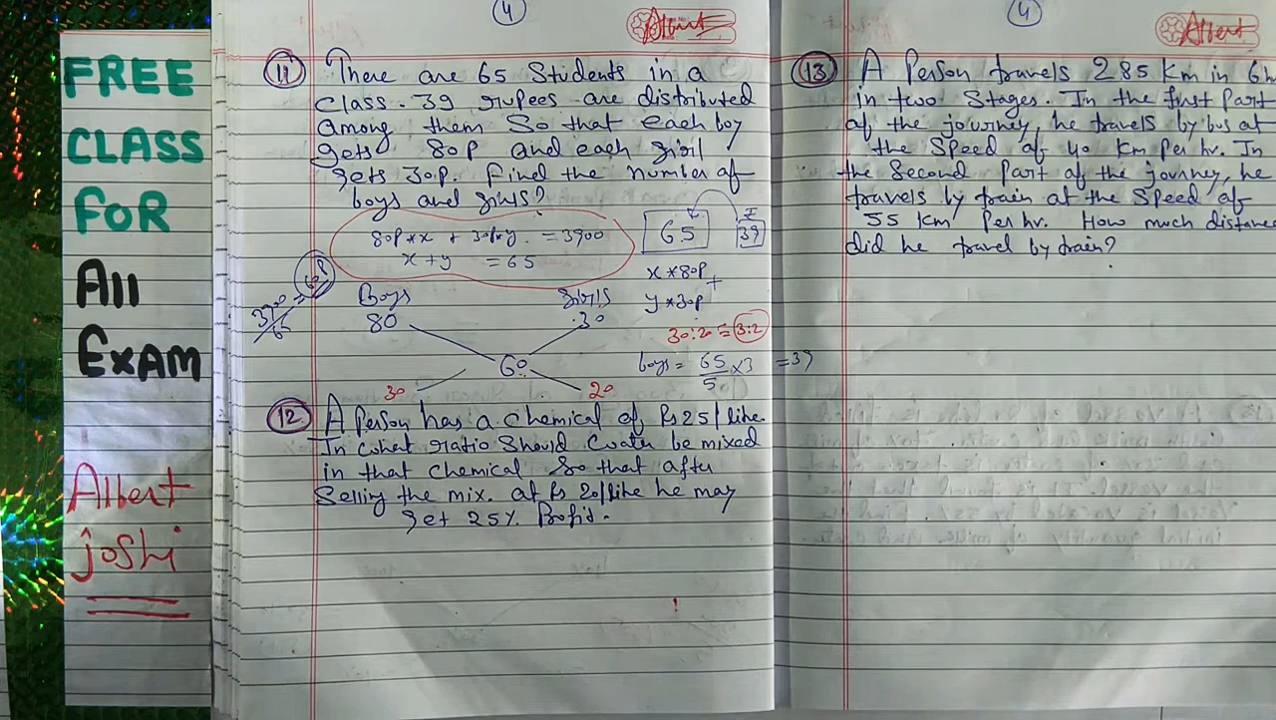 FREE
CLASS
FOR
All
EXAM
Albert
joshi
4
Albert
11 There are 65 Students in a
class. 39 rupees are distributed
among them so that each boy
gets 80p and each girl
gets 30p. find the number of
boys and girls?
80p*x + 30p*y = 3900
x+y = 65
65
39
x*80p +
y*30p
3900
65
Boys
girls
80
30
60
30
20
30:20 = 3:2
boys = 65/5 x3 = 39
12 A Person has a chemical of Rs 25/litre.
In what ratio Should water be mixed
in that chemical So that after
Selling the mix. at Rs 20/litre he may
get 25% Profit.
4
Albert
13 A Person travels 285 Km in 6h
in two Stages. In the first Part
of the journey, he travels by bus at
the Speed of 40 Km per hr. In
the Second Part of the journey, he
travels by train at the Speed of
55 km Per hr. How much distance
did he travel by train?